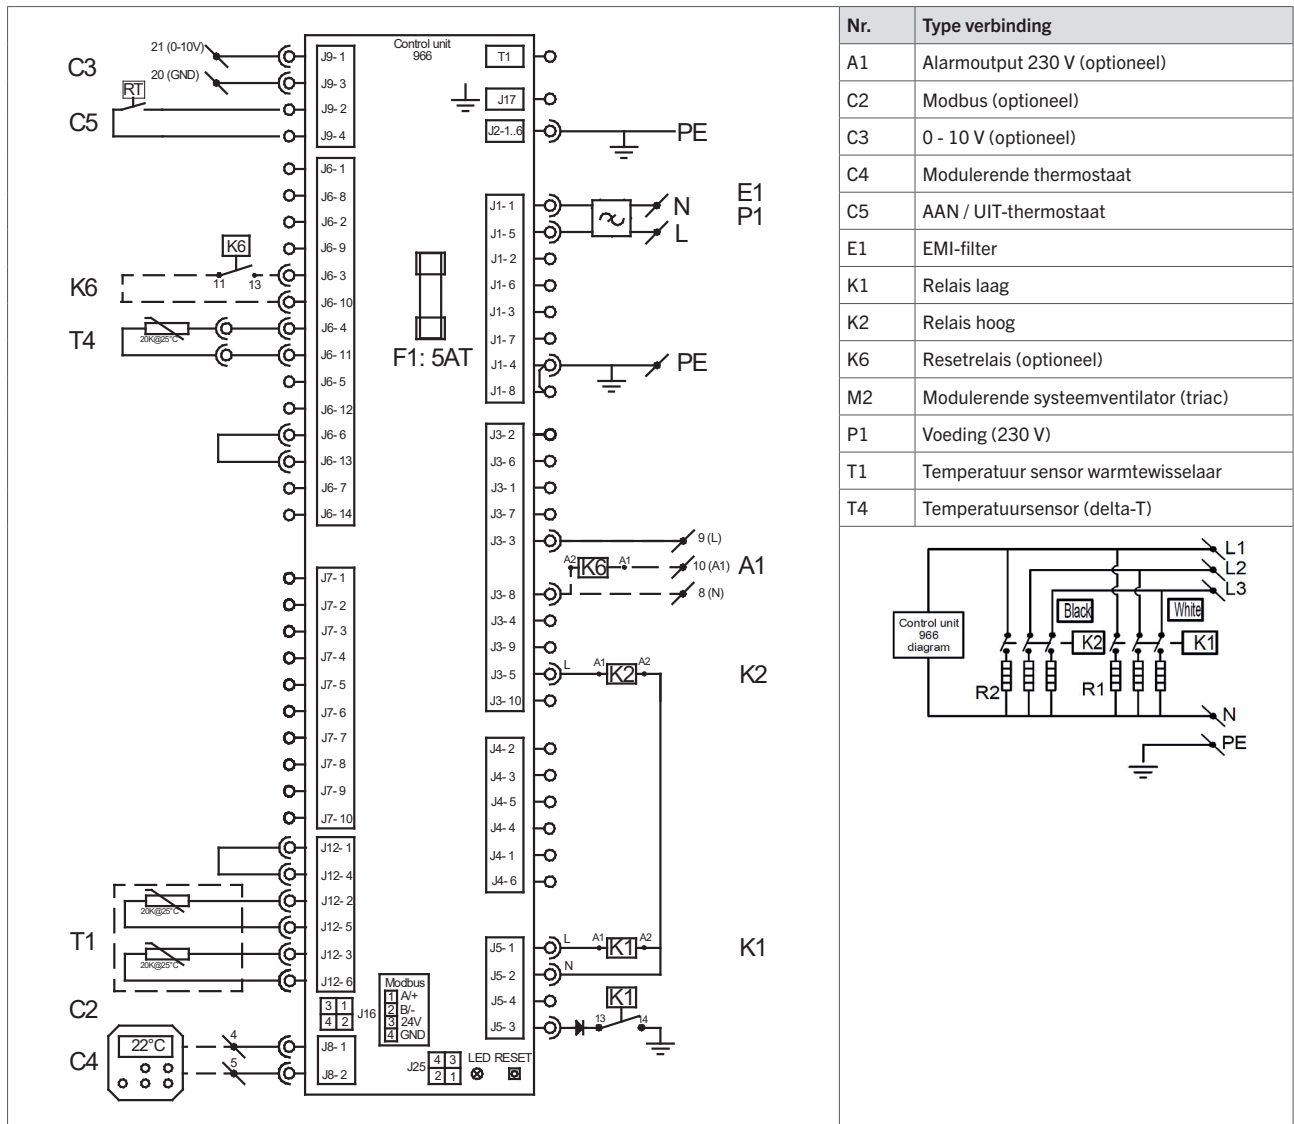 Control unit
966
C3
21 (0-10V)
20 (GND)
J9- 1
J9- 3
C5
RT
J9- 2
J9- 4
J6- 1
J6- 8
J6- 2
J6- 9
K6
K6
11
13
J6- 3
J6- 10
T4
20K@25°C
J6- 4
J6- 11
J6- 5
J6- 12
J6- 6
J6- 13
J6- 7
J6- 14
J7- 1
J7- 2
J7- 3
J7- 4
J7- 5
J7- 6
J7- 7
J7- 8
J7- 9
J7- 10
J12- 1
J12- 4
T1
20K@25°C
J12- 2
J12- 5
20K@25°C
J12- 3
J12- 6
C2
3 1
4 2
J16
Modbus
1 A/+
2 B/-
3 24V
4 GND
C4
22°C
4
5
J8- 1
J8- 2
J25
4 3
2 1
LED RESET
F1: 5AT
T1
J17
J2-1..6
PE
J1- 1
J1- 5
N
L
E1
P1
J1- 2
J1- 6
J1- 3
J1- 7
J1- 4
J1- 8
PE
J3- 2
J3- 6
J3- 1
J3- 7
J3- 3
9 (L)
A2
K6
A1
10 (A1)
A1
J3- 8
8 (N)
J3- 4
J3- 9
J3- 5
L
A1
K2
A2
K2
J3- 10
J4- 2
J4- 3
J4- 5
J4- 4
J4- 1
J4- 6
J5- 1
L
A1
K1
A2
K1
J5- 2
N
J5- 4
K1
J5- 3
13
14
Nr. Type verbinding
A1 Alarmoutput 230 V (optioneel)
C2 Modbus (optioneel)
C3 0 - 10 V (optioneel)
C4 Modulerende thermostaat
C5 AAN / UIT-thermostaat
E1 EMI-filter
K1 Relais laag
K2 Relais hoog
K6 Resetrelais (optioneel)
M2 Modulerende systeemventilator (triac)
P1 Voeding (230 V)
T1 Temperatuur sensor warmtewisselaar
T4 Temperatuursensor (delta-T)
L1
L2
L3
Black
White
Control unit
966
diagram
K2
K1
R2
R1
N
PE